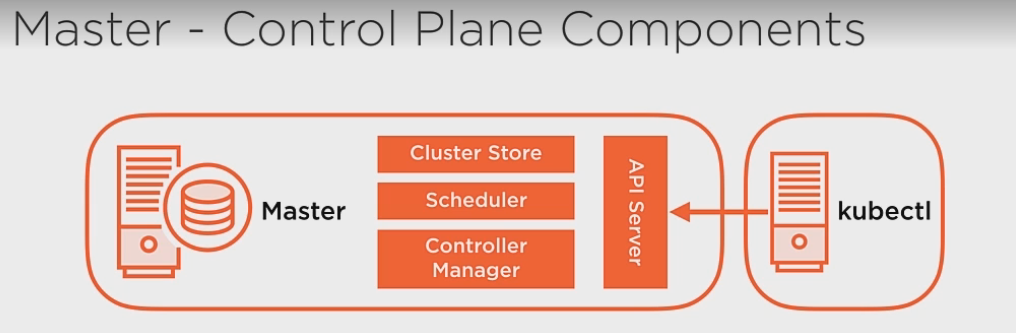 Master - Control Plane Components
Master
Cluster Store
Scheduler
Controller
Manager
API Server
kubectl